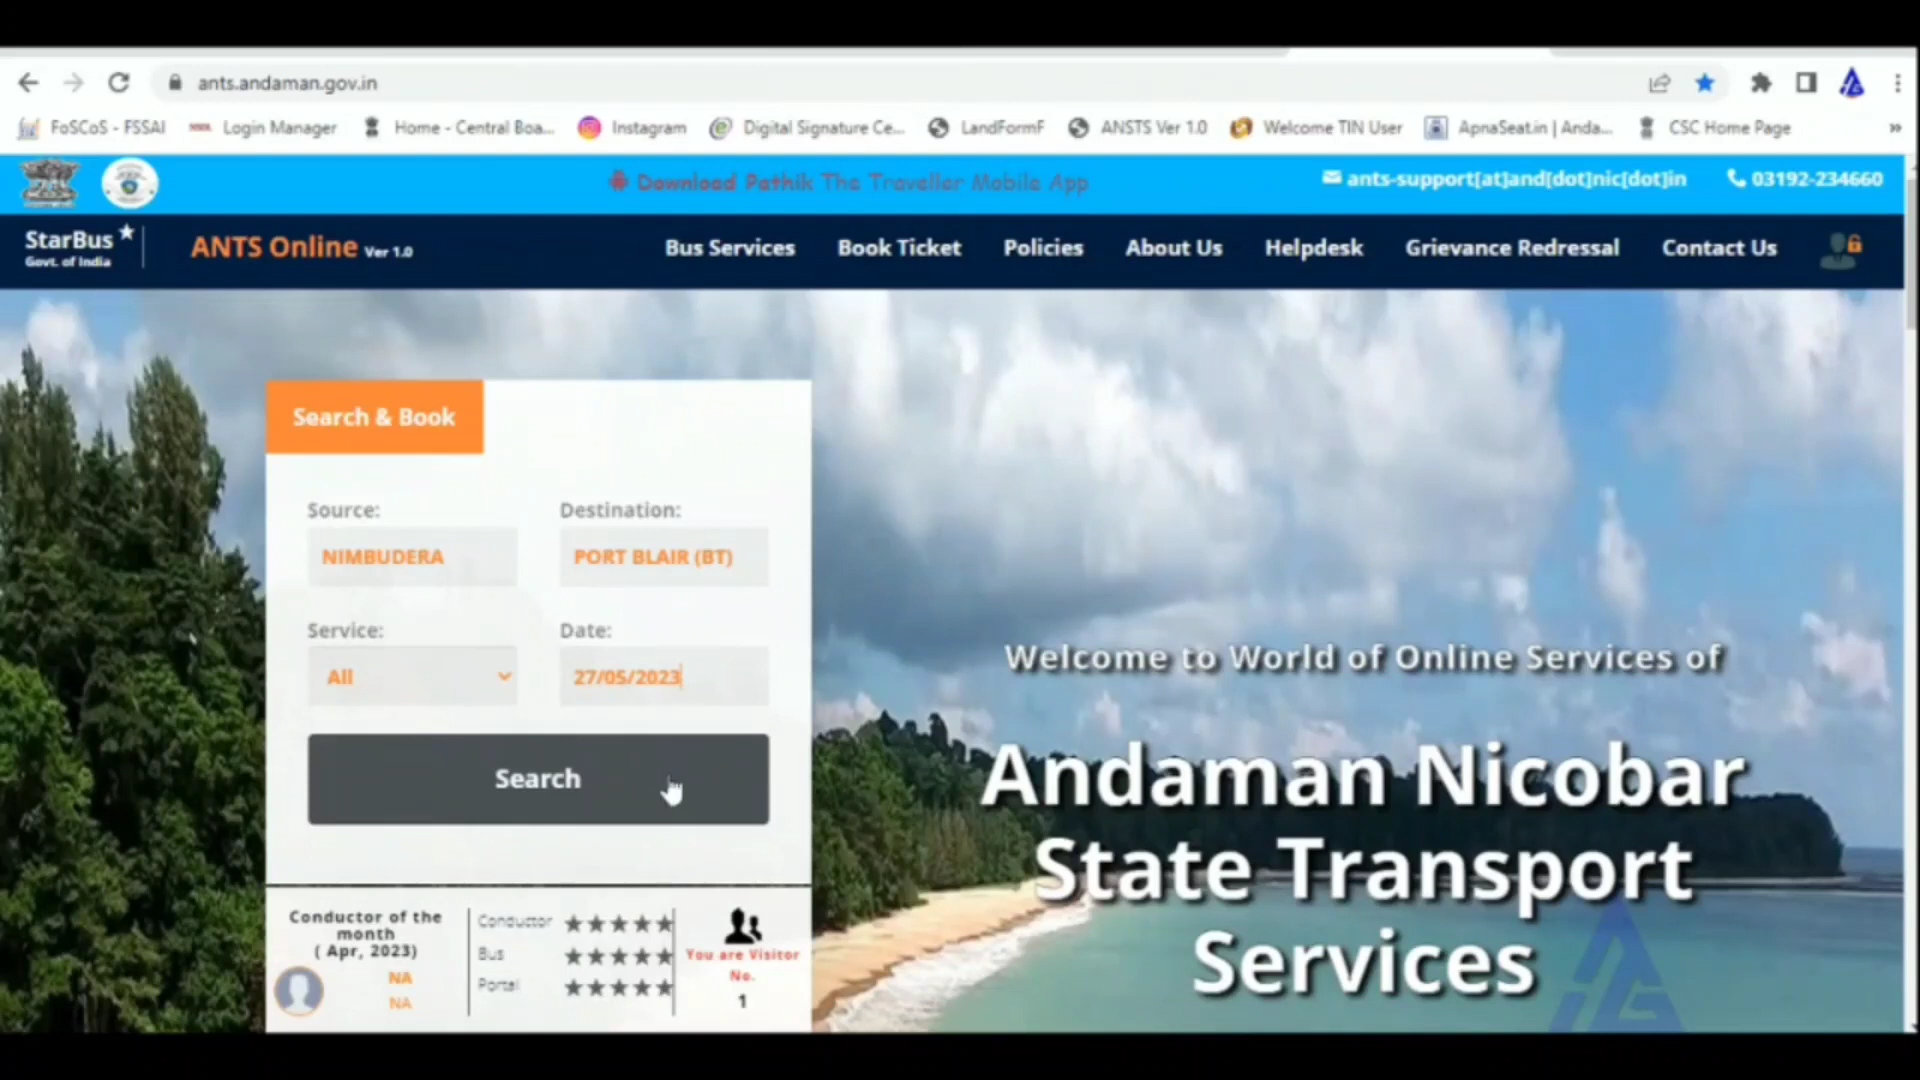 ants.andaman.gov.in
FoSCoS - FSSAI Login Manager Home - Central Boa... Instagram Digital Signature Ce... LandFormF ANSTS Ver 1.0 Welcome TIN User ApnaSeat.in | Anda... CSC Home Page »
Download Pathik The Traveller Mobile App ants-support[at]and[dot]nic[dot]in 03192-234660
StarBus
Govt. of India
ANTS Online Ver 1.0 Bus Services Book Ticket Policies About Us Helpdesk Grievance Redressal Contact Us
Search & Book
Source: Destination:
NIMBUDERA PORT BLAIR (BT)
Service: Date:
All 27/05/2023
Search
Welcome to World of Online Services of
Andaman Nicobar
State Transport
Services
Conductor of the
month
( Apr, 2023)
NA
NA
Conductor
Bus
Portal
You are Visitor
No.
1